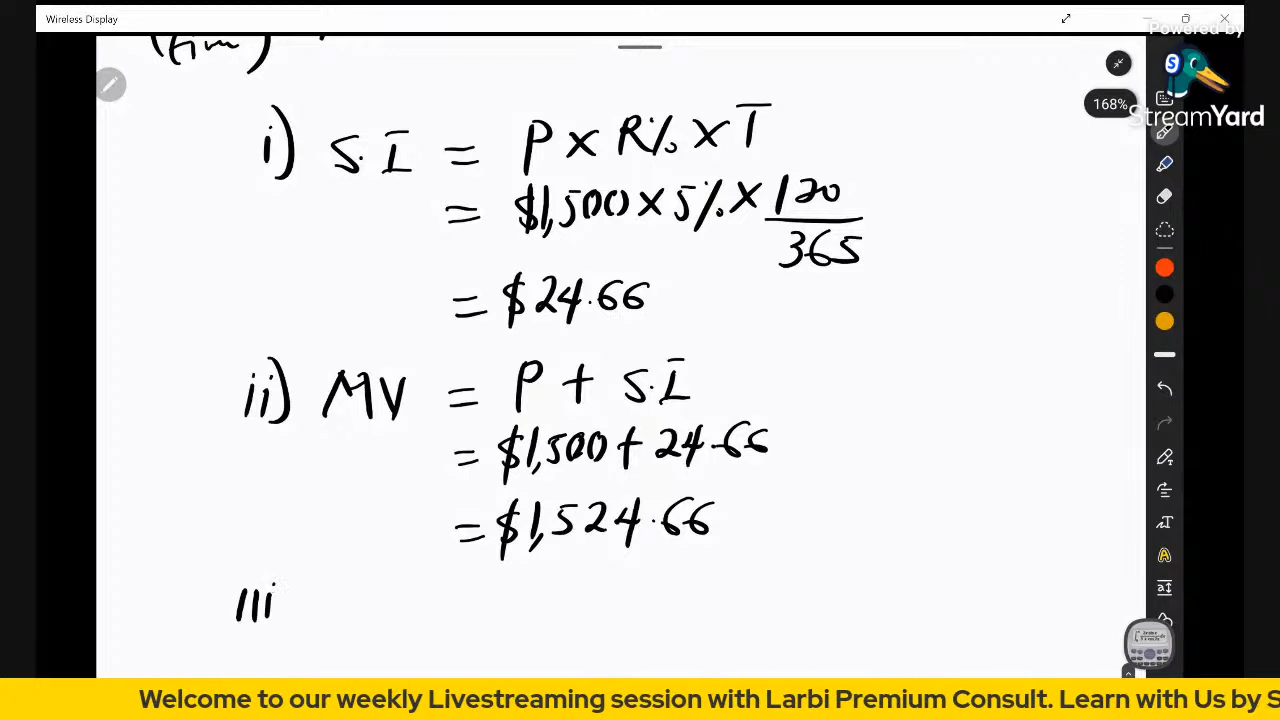 Wireless Display
Powered by
StreamYard
168%
(time)
i) S.I = P x R% x T
= $1,500 x 5% x 120
365
= $24.66
ii) MV = P + S.I
= $1,500 + 24.66
= $1,524.66
iii
Welcome to our weekly Livestreaming session with Larbi Premium Consult. Learn with Us by S